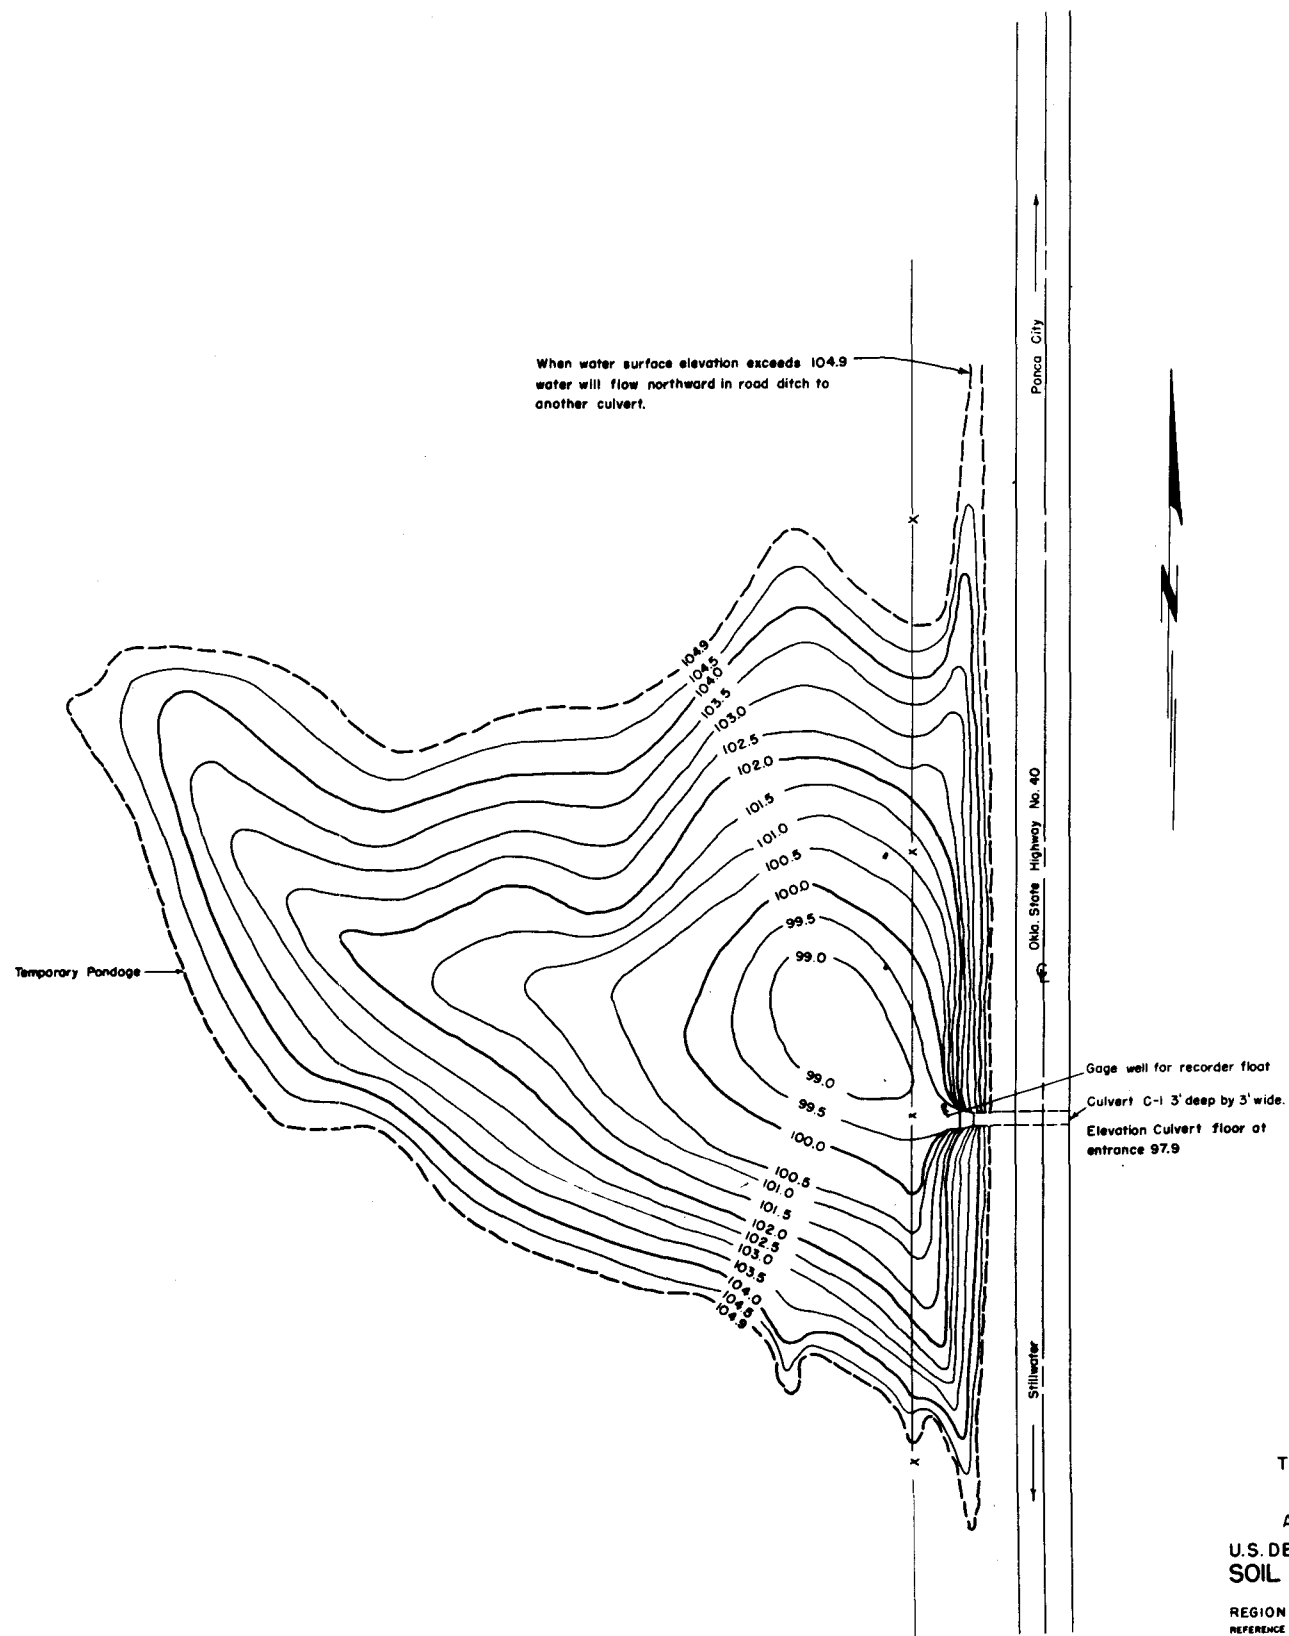 When water surface elevation exceeds 104.9
water will flow northward in road ditch to
another culvert.
Ponca City
N
104.9
104.5
104.0
103.5
103.0
102.5
102.0
101.5
101.0
100.5
100.0
99.5
99.0
Okla. State Highway No. 40
Temporary Pondage
99.0
99.5
100.0
100.5
101.0
101.5
102.0
102.5
103.0
103.5
104.0
104.5
104.9
Gage well for recorder float
Culvert C-1 3' deep by 3' wide.
Elevation Culvert floor at
entrance 97.9
Stillwater
T
A
U.S. DE
SOIL
REGION
REFERENCE